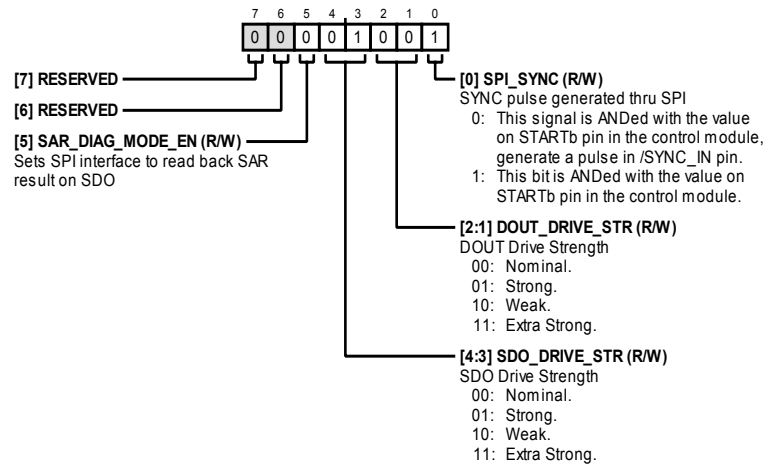 7 6 5 4 3 2 1 0
0 0 0 0 1 0 0 1
[7] RESERVED
[6] RESERVED
[5] SAR_DIAG_MODE_EN (R/W)
Sets SPI interface to read back SAR
result on SDO
[0] SPI_SYNC (R/W)
SYNC pulse generated thru SPI
0: This signal is ANDed with the value
on STARTb pin in the control module,
generate a pulse in /SYNC_IN pin.
1: This bit is ANDed with the value on
STARTb pin in the control module.
[2:1] DOUT_DRIVE_STR (R/W)
DOUT Drive Strength
00: Nominal.
01: Strong.
10: Weak.
11: Extra Strong.
[4:3] SDO_DRIVE_STR (R/W)
SDO Drive Strength
00: Nominal.
01: Strong.
10: Weak.
11: Extra Strong.